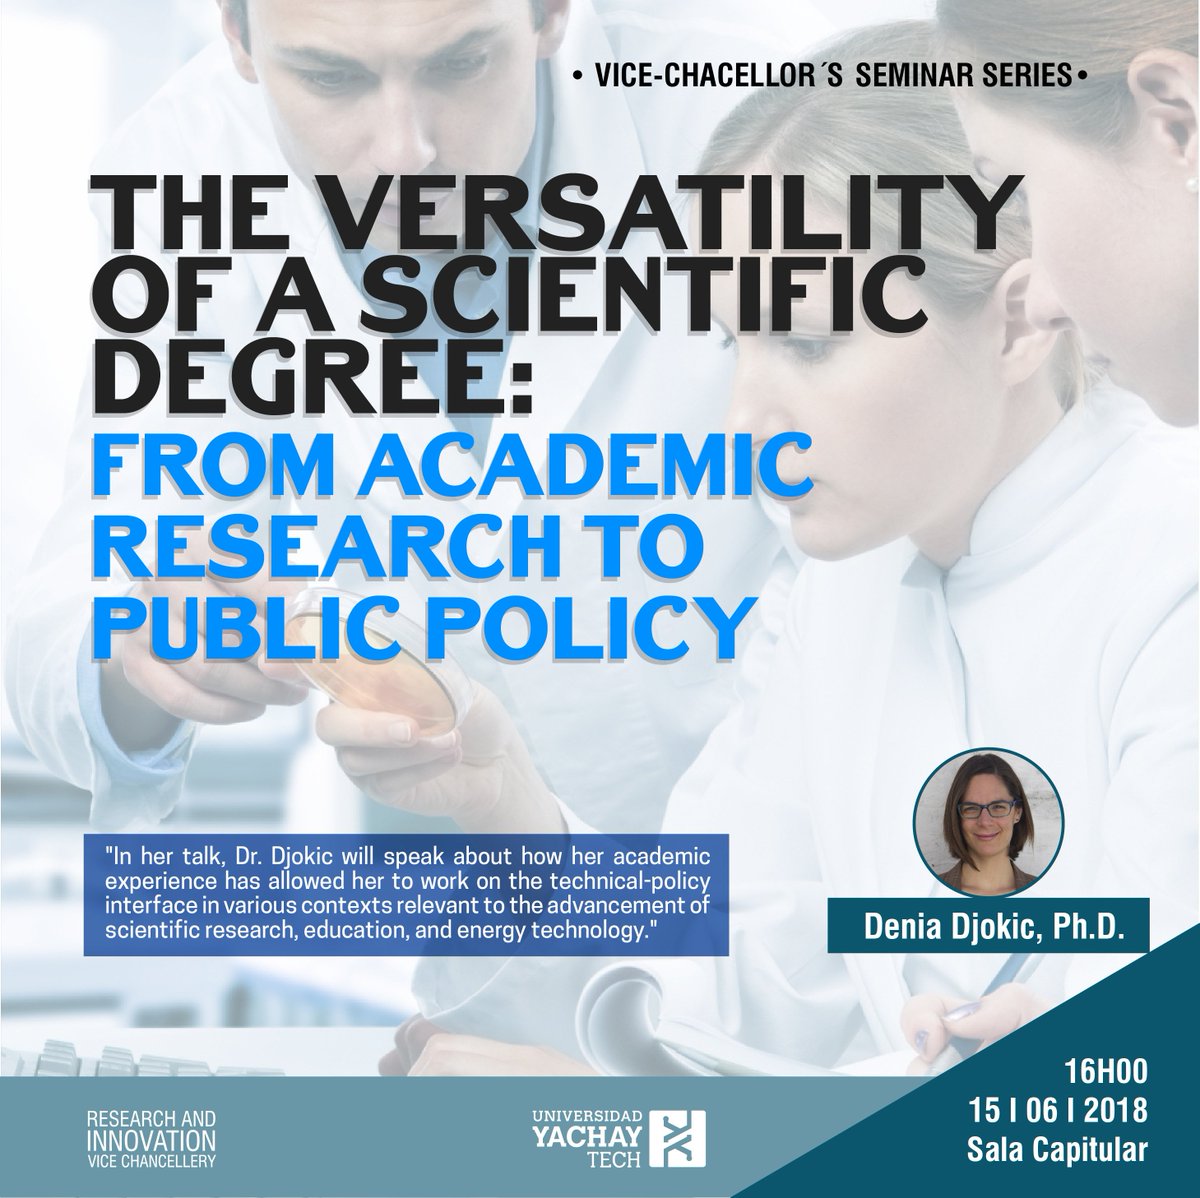 • VICE-CHACELLOR´S SEMINAR SERIES•
THE VERSATILITY
OF A SCIENTIFIC
DEGREE:
FROM ACADEMIC
RESEARCH TO
PUBLIC POLICY
"In her talk, Dr. Djokic will speak about how her academic
experience has allowed her to work on the technical-policy
interface in various contexts relevant to the advancement of
scientific research, education, and energy technology."
Denia Djokic, Ph.D.
16H00
15 I 06 I 2018
Sala Capitular
RESEARCH AND
INNOVATION
VICE CHANCELLERY
UNIVERSIDAD
YACHAY
TECH